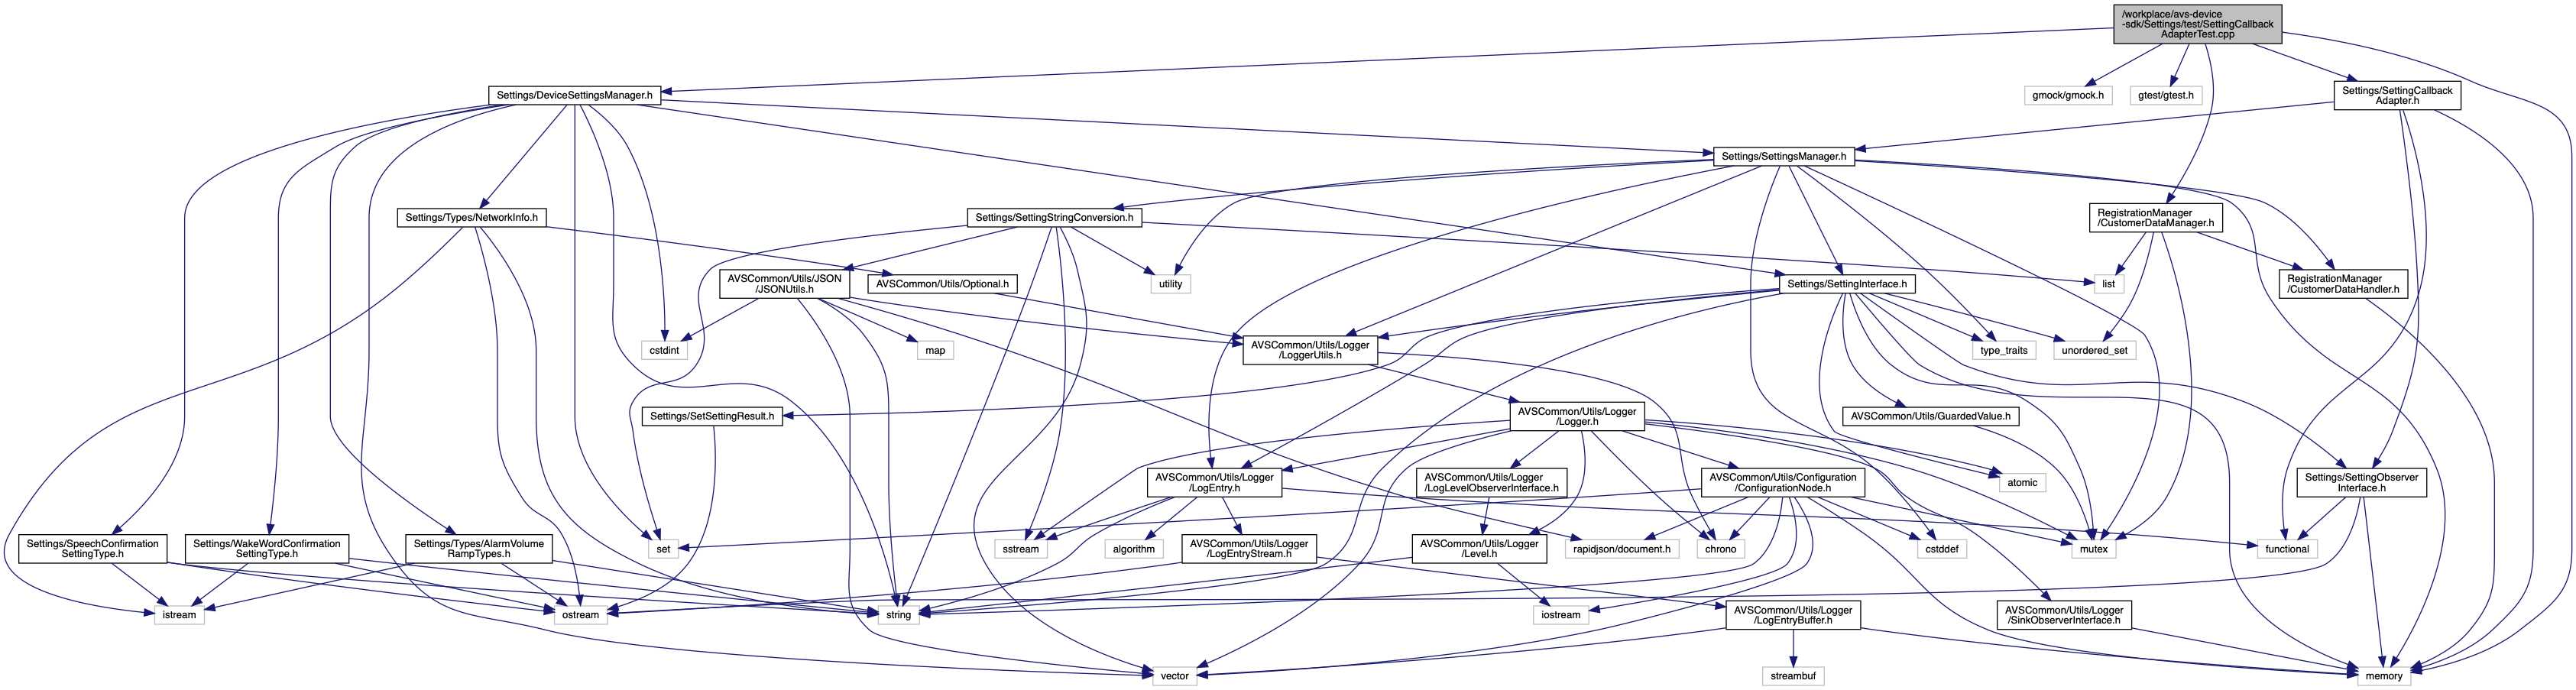 /workplace/avs-device
-sdk/Settings/test/SettingCallback
AdapterTest.cpp
Settings/DeviceSettingsManager.h
gmock/gmock.h
gtest/gtest.h
Settings/SettingCallback
Adapter.h
Settings/SettingsManager.h
Settings/Types/NetworkInfo.h
Settings/SettingStringConversion.h
RegistrationManager
/CustomerDataManager.h
AVSCommon/Utils/JSON
/JSONUtils.h
AVSCommon/Utils/Optional.h
utility
Settings/SettingInterface.h
list
RegistrationManager
/CustomerDataHandler.h
cstdint
map
AVSCommon/Utils/Logger
/LoggerUtils.h
type_traits
unordered_set
Settings/SetSettingResult.h
AVSCommon/Utils/Logger
/Logger.h
AVSCommon/Utils/GuardedValue.h
AVSCommon/Utils/Logger
/LogEntry.h
AVSCommon/Utils/Logger
/LogLevelObserverInterface.h
AVSCommon/Utils/Configuration
/ConfigurationNode.h
atomic
Settings/SettingObserver
Interface.h
Settings/SpeechConfirmation
SettingType.h
Settings/WakeWordConfirmation
SettingType.h
Settings/Types/AlarmVolume
RampTypes.h
set
sstream
algorithm
AVSCommon/Utils/Logger
/LogEntryStream.h
AVSCommon/Utils/Logger
/Level.h
rapidjson/document.h
chrono
cstddef
mutex
functional
istream
ostream
string
iostream
AVSCommon/Utils/Logger
/LogEntryBuffer.h
AVSCommon/Utils/Logger
/SinkObserverInterface.h
vector
streambuf
memory